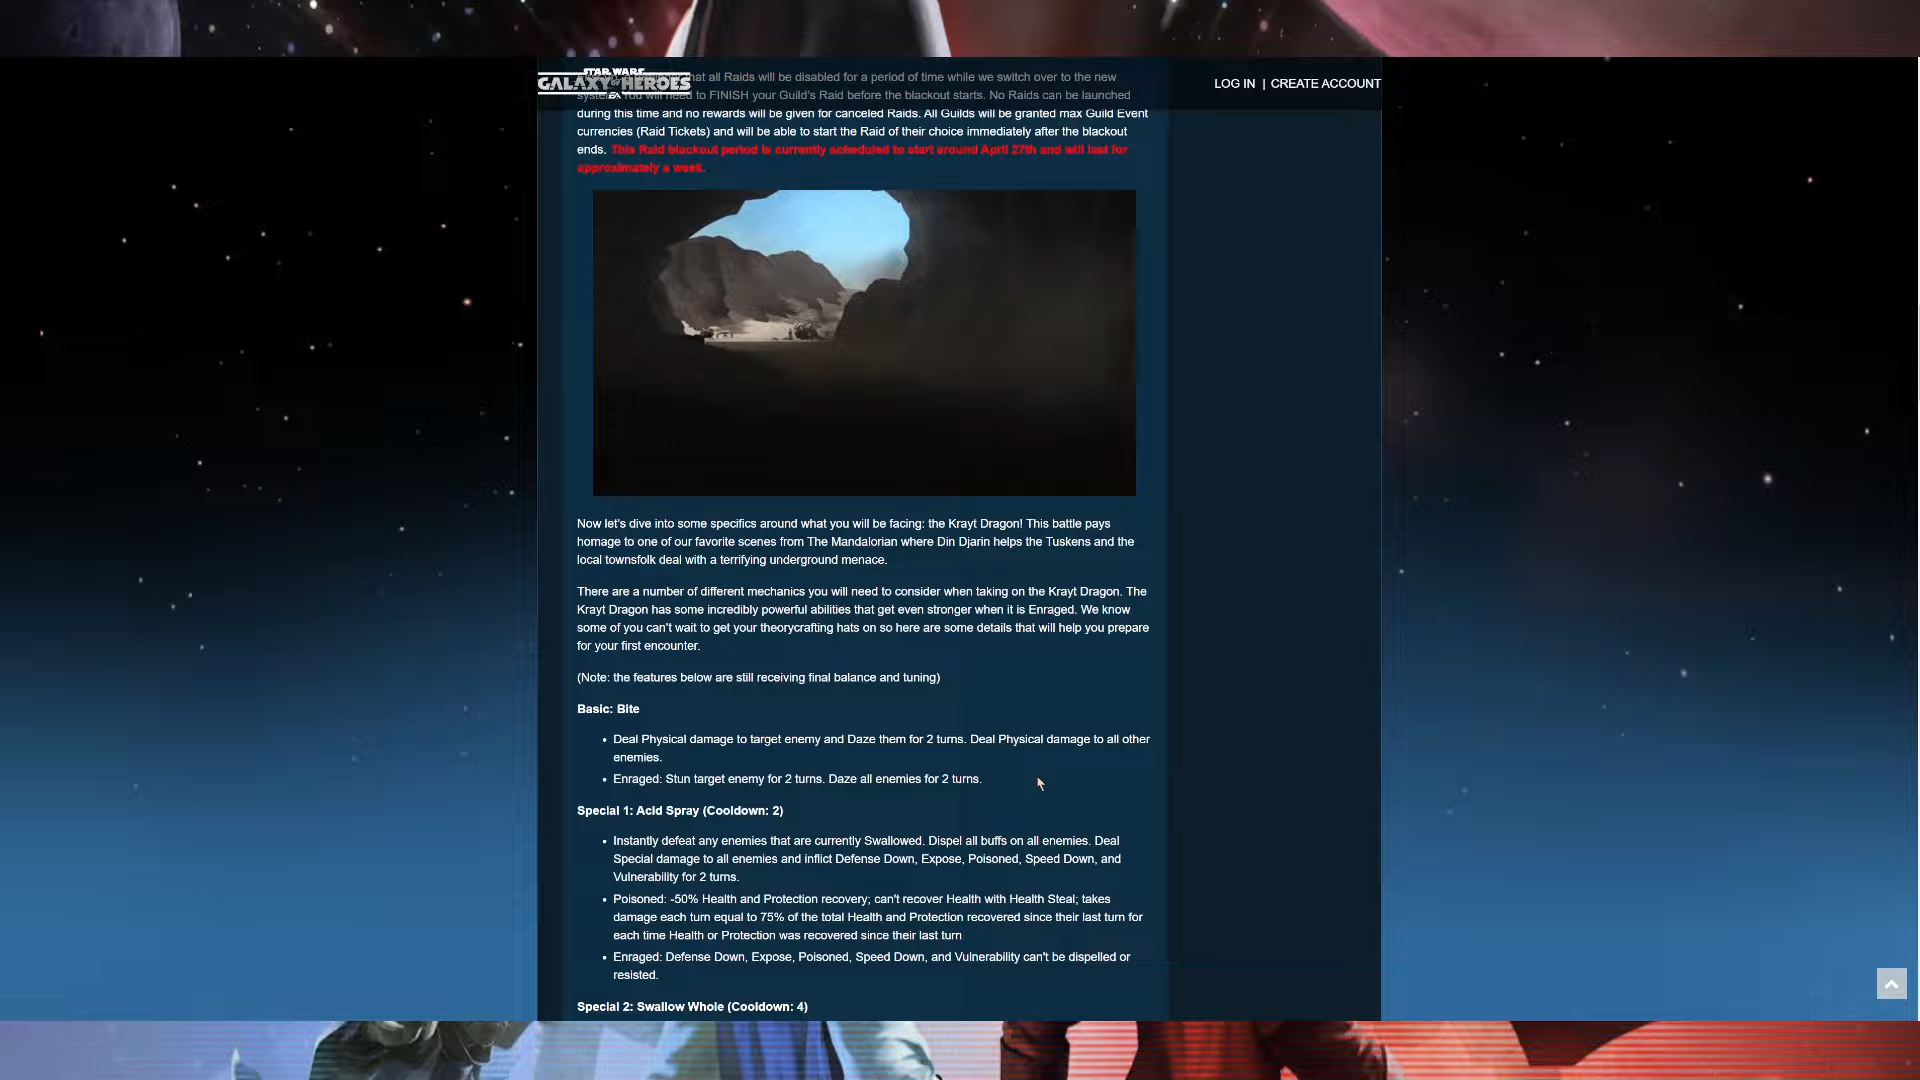 STAR WARS
GALAXY OF HEROES
EA
LOG IN | CREATE ACCOUNT
that all Raids will be disabled for a period of time while we switch over to the new
system. You will need to FINISH your Guild's Raid before the blackout starts. No Raids can be launched
during this time and no rewards will be given for canceled Raids. All Guilds will be granted max Guild Event
currencies (Raid Tickets) and will be able to start the Raid of their choice immediately after the blackout
ends. This Raid blackout period is currently scheduled to start around April 27th and will last for
approximately a week.
Now let's dive into some specifics around what you will be facing: the Krayt Dragon! This battle pays
homage to one of our favorite scenes from The Mandalorian where Din Djarin helps the Tuskens and the
local townsfolk deal with a terrifying underground menace.
There are a number of different mechanics you will need to consider when taking on the Krayt Dragon. The
Krayt Dragon has some incredibly powerful abilities that get even stronger when it is Enraged. We know
some of you can't wait to get your theorycrafting hats on so here are some details that will help you prepare
for your first encounter.
(Note: the features below are still receiving final balance and tuning)
Basic: Bite
• Deal Physical damage to target enemy and Daze them for 2 turns. Deal Physical damage to all other
enemies.
• Enraged: Stun target enemy for 2 turns. Daze all enemies for 2 turns.
Special 1: Acid Spray (Cooldown: 2)
• Instantly defeat any enemies that are currently Swallowed. Dispel all buffs on all enemies. Deal
Special damage to all enemies and inflict Defense Down, Expose, Poisoned, Speed Down, and
Vulnerability for 2 turns.
• Poisoned: -50% Health and Protection recovery; can't recover Health with Health Steal; takes
damage each turn equal to 75% of the total Health and Protection recovered since their last turn for
each time Health or Protection was recovered since their last turn
• Enraged: Defense Down, Expose, Poisoned, Speed Down, and Vulnerability can't be dispelled or
resisted.
Special 2: Swallow Whole (Cooldown: 4)